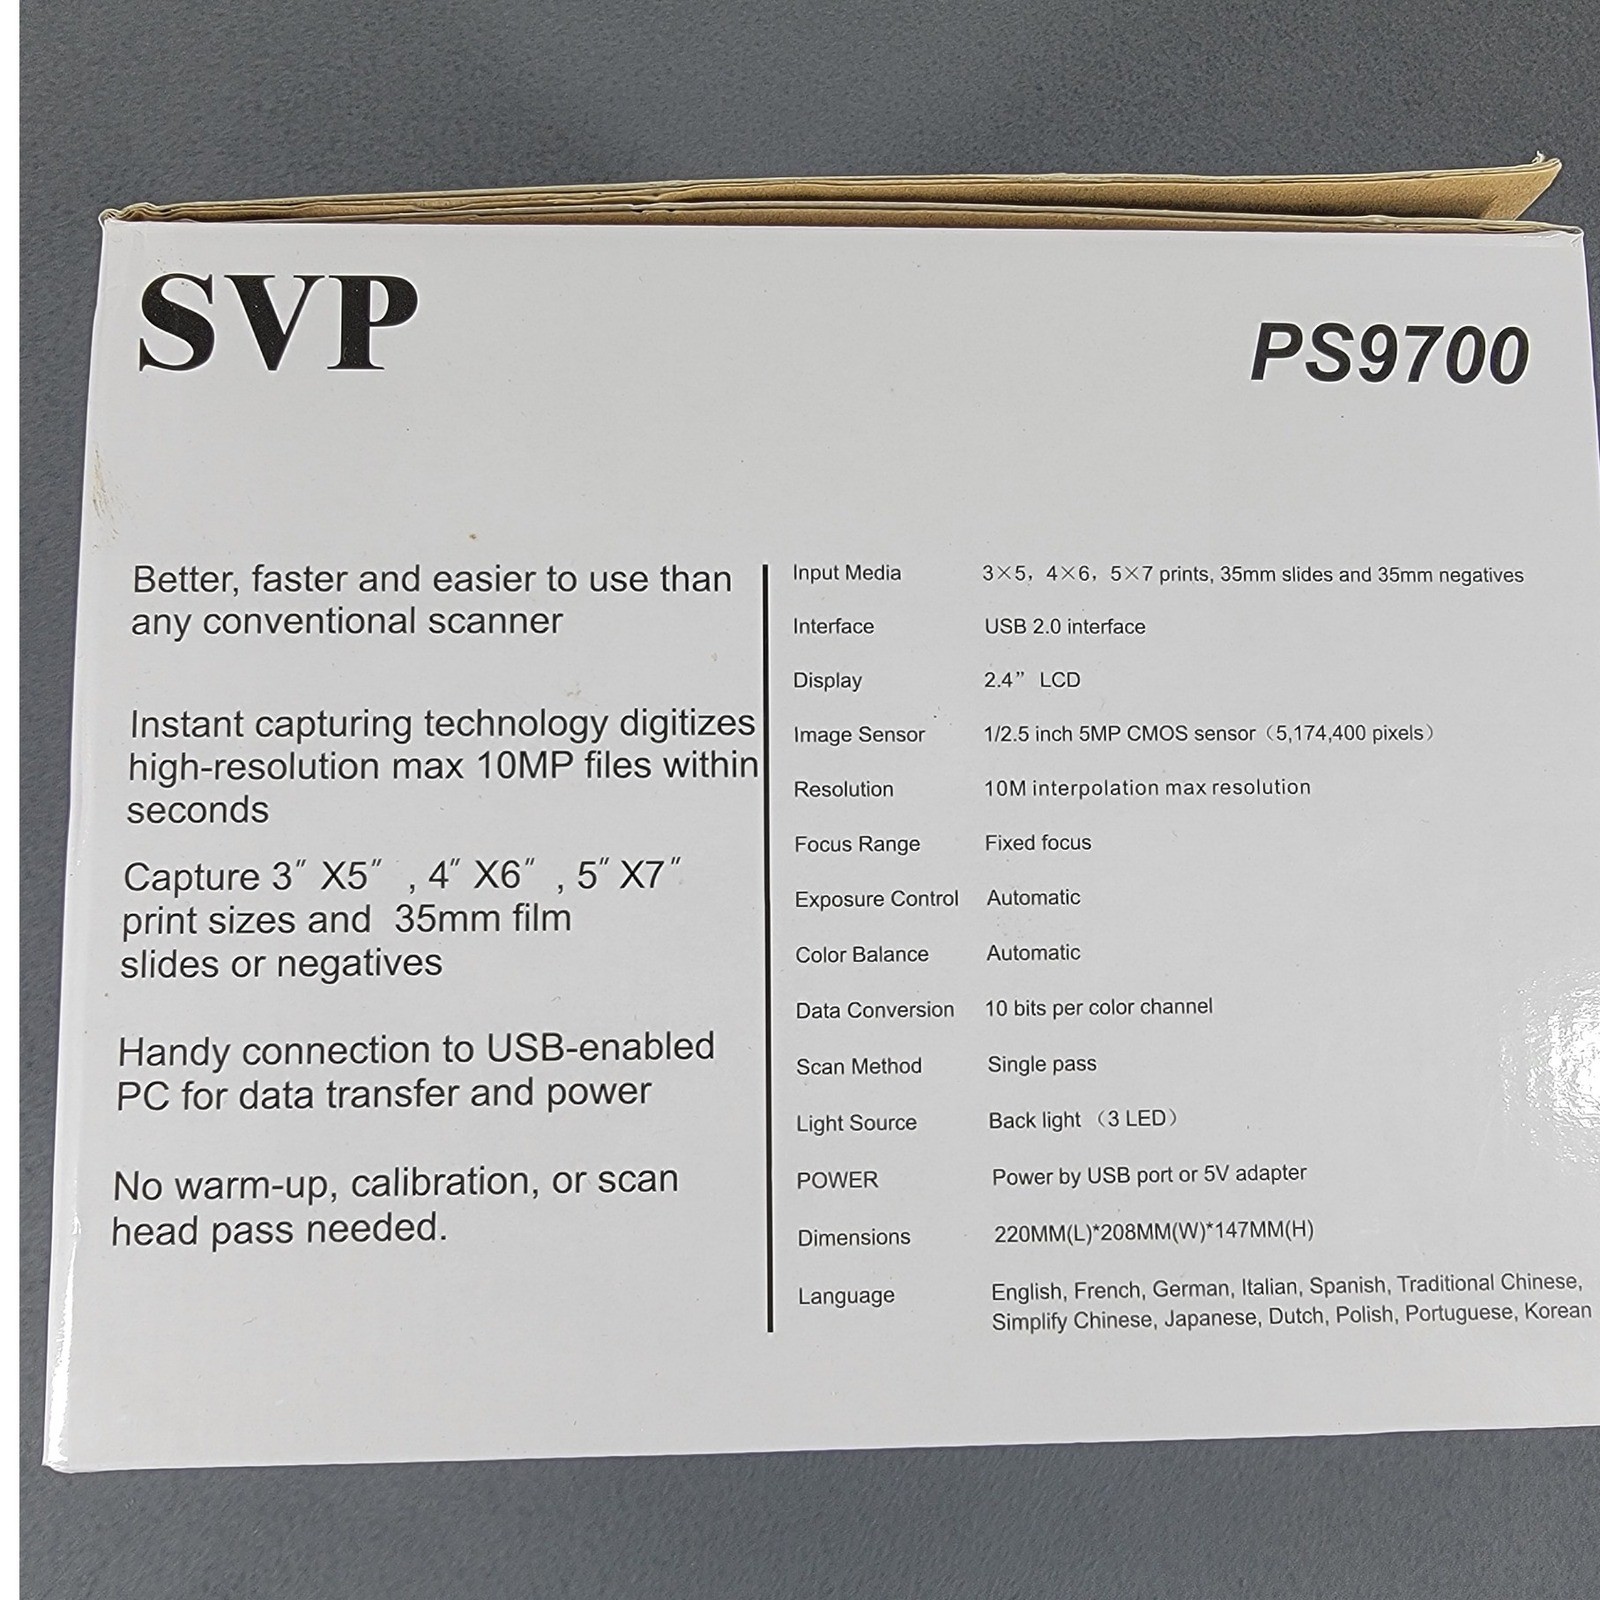 SVP
PS9700
Better, faster and easier to use than
any conventional scanner
Instant capturing technology digitizes
high-resolution max 10MP files within
seconds
Capture 3″ X5″ , 4″ X6″ , 5″ X7″
print sizes and 35mm film
slides or negatives
Handy connection to USB-enabled
PC for data transfer and power
No warm-up, calibration, or scan
head pass needed.
Input Media 3×5, 4×6, 5×7 prints, 35mm slides and 35mm negatives
Interface USB 2.0 interface
Display 2.4” LCD
Image Sensor 1/2.5 inch 5MP CMOS sensor（5,174,400 pixels）
Resolution 10M interpolation max resolution
Focus Range Fixed focus
Exposure Control Automatic
Color Balance Automatic
Data Conversion 10 bits per color channel
Scan Method Single pass
Light Source Back light （3 LED）
POWER Power by USB port or 5V adapter
Dimensions 220MM(L)*208MM(W)*147MM(H)
Language English, French, German, Italian, Spanish, Traditional Chinese,
Simplify Chinese, Japanese, Dutch, Polish, Portuguese, Korean